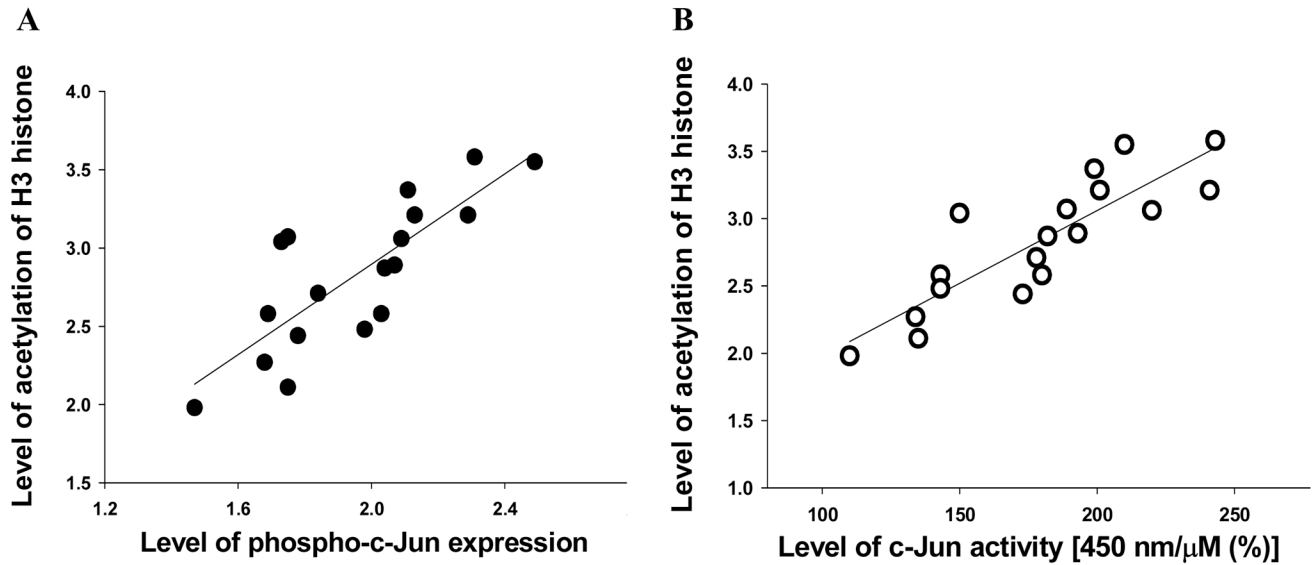 A
Level of acetylation of H3 histone
4.0
3.5
3.0
2.5
2.0
1.5
1.2 1.6 2.0 2.4
Level of phospho-c-Jun expression
B
Level of acetylation of H3 histone
4.0
3.5
3.0
2.5
2.0
1.5
1.0
100 150 200 250
Level of c-Jun activity [450 nm/μM (%)]